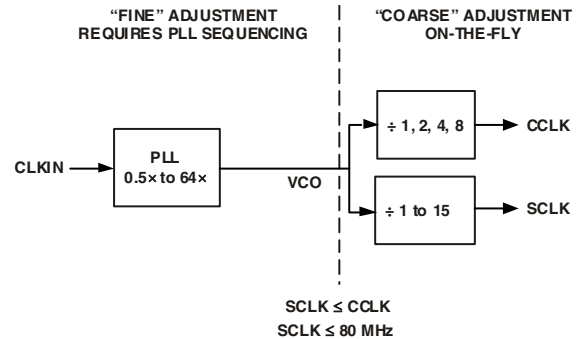 “FINE” ADJUSTMENT
REQUIRES PLL SEQUENCING
“COARSE” ADJUSTMENT
ON-THE-FLY
CLKIN
PLL
0.5× to 64×
VCO
÷ 1, 2, 4, 8
CCLK
÷ 1 to 15
SCLK
SCLK ≤ CCLK
SCLK ≤ 80 MHz